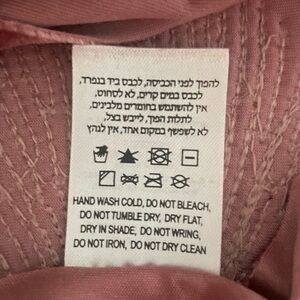 להפוך לפני הכביסה, לכבס ביד בנפרד,
לכבס במים קרים, לא לסחוט,
אין להשתמש בחומרים מלבינים,
לתלות הפוך, לייבש בצל,
לא לשפשף במקום אחד, אין לגהץ
HAND WASH COLD, DO NOT BLEACH,
DO NOT TUMBLE DRY, DRY FLAT,
DRY IN SHADE, DO NOT WRING,
DO NOT IRON, DO NOT DRY CLEAN